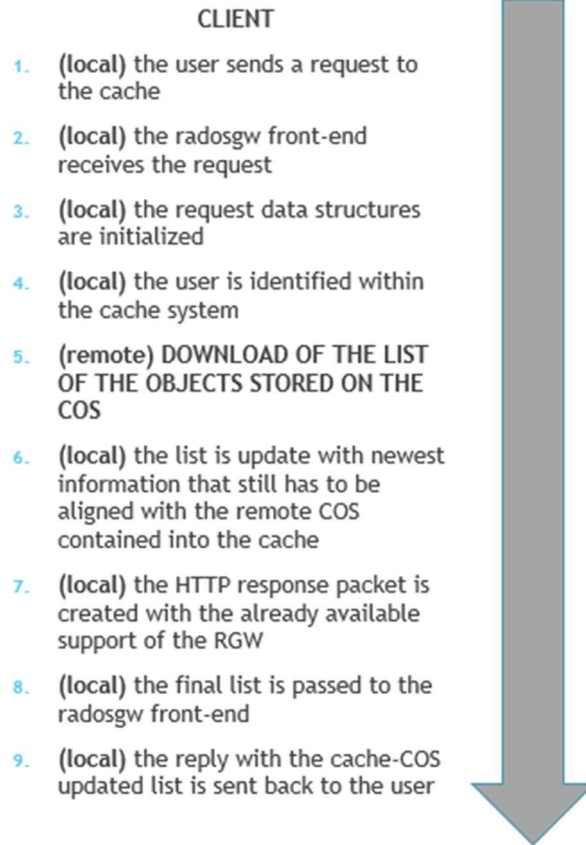 CLIENT
1. (local) the user sends a request to
the cache
2. (local) the radosgw front-end
receives the request
3. (local) the request data structures
are initialized
4. (local) the user is identified within
the cache system
5. (remote) DOWNLOAD OF THE LIST
OF THE OBJECTS STORED ON THE
COS
6. (local) the list is update with newest
information that still has to be
aligned with the remote COS
contained into the cache
7. (local) the HTTP response packet is
created with the already available
support of the RGW
8. (local) the final list is passed to the
radosgw front-end
9. (local) the reply with the cache-COS
updated list is sent back to the user